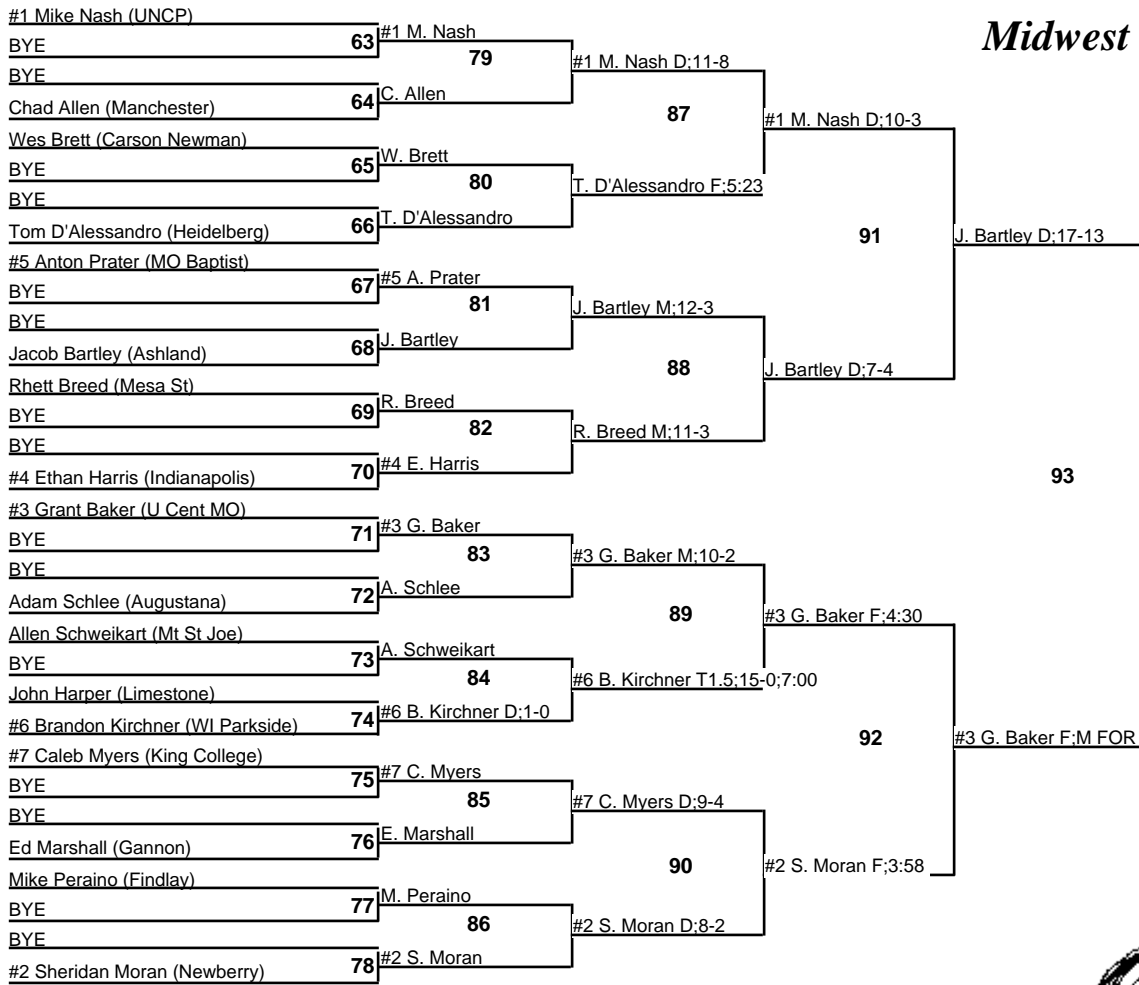 #1 Mike Nash (UNCP)
BYE
BYE
Chad Allen (Manchester)
Wes Brett (Carson Newman)
BYE
BYE
Tom D'Alessandro (Heidelberg)
#5 Anton Prater (MO Baptist)
BYE
BYE
Jacob Bartley (Ashland)
Rhett Breed (Mesa St)
BYE
BYE
#4 Ethan Harris (Indianapolis)
#3 Grant Baker (U Cent MO)
BYE
BYE
Adam Schlee (Augustana)
Allen Schweikart (Mt St Joe)
BYE
John Harper (Limestone)
#6 Brandon Kirchner (WI Parkside)
#7 Caleb Myers (King College)
BYE
BYE
Ed Marshall (Gannon)
Mike Peraino (Findlay)
BYE
BYE
#2 Sheridan Moran (Newberry)
63
64
65
66
67
68
69
70
71
72
73
74
75
76
77
78
#1 M. Nash
C. Allen
W. Brett
T. D'Alessandro
#5 A. Prater
J. Bartley
R. Breed
#4 E. Harris
#3 G. Baker
A. Schlee
A. Schweikart
#6 B. Kirchner D;1-0
#7 C. Myers
E. Marshall
M. Peraino
#2 S. Moran
79
80
81
82
83
84
85
86
#1 M. Nash D;11-8
T. D'Alessandro F;5:23
J. Bartley M;12-3
R. Breed M;11-3
#3 G. Baker M;10-2
#6 B. Kirchner T1.5;15-0;7:00
#7 C. Myers D;9-4
#2 S. Moran D;8-2
87
88
89
90
#1 M. Nash D;10-3
J. Bartley D;7-4
#3 G. Baker F;4:30
#2 S. Moran F;3:58
91
92
J. Bartley D;17-13
#3 G. Baker F;M FOR
93
Midwest